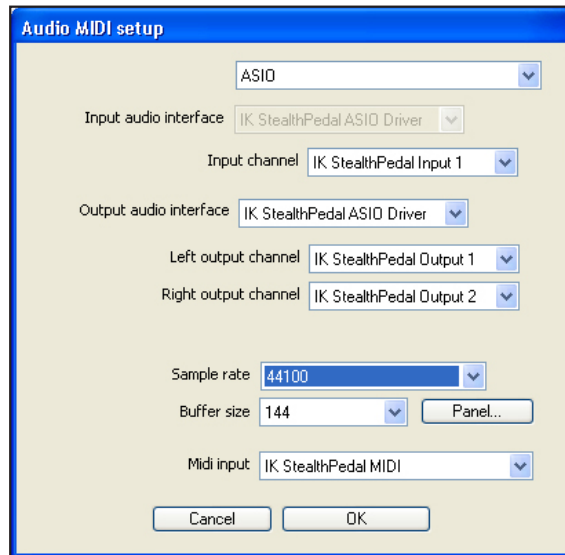 Audio MIDI setup
ASIO
Input audio interface IK StealthPedal ASIO Driver
Input channel IK StealthPedal Input 1
Output audio interface IK StealthPedal ASIO Driver
Left output channel IK StealthPedal Output 1
Right output channel IK StealthPedal Output 2
Sample rate 44100
Buffer size 144 Panel...
Midi input IK StealthPedal MIDI
Cancel OK